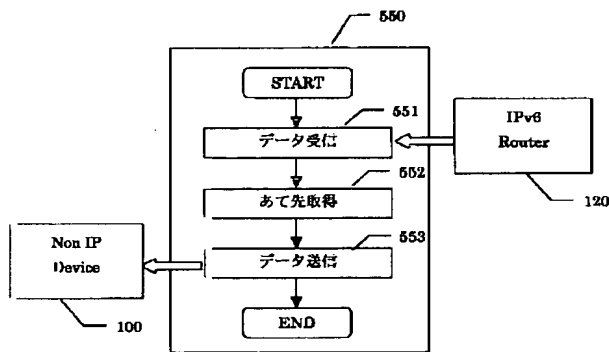 550
START
551
データ受信
IPv6
Router
552
120
あて先取得
553
Non IP
Device
データ送信
100
END